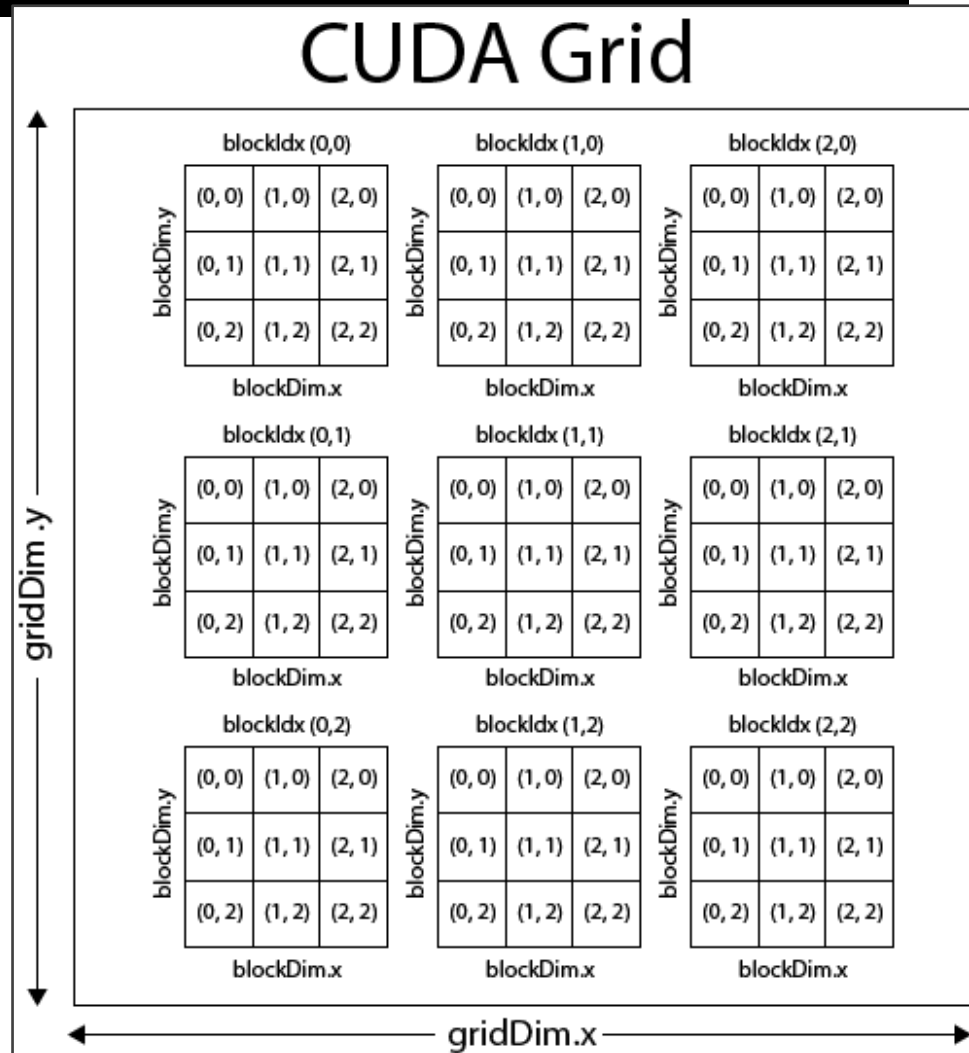 CUDA Grid
blockIdx (0,0) blockIdx (1,0) blockIdx (2,0)
(0, 0) (1, 0) (2, 0) (0, 0) (1, 0) (2, 0) (0, 0) (1, 0) (2, 0)
blockDim.y blockDim.y blockDim.y
(0, 1) (1, 1) (2, 1) (0, 1) (1, 1) (2, 1) (0, 1) (1, 1) (2, 1)
(0, 2) (1, 2) (2, 2) (0, 2) (1, 2) (2, 2) (0, 2) (1, 2) (2, 2)
blockDim.x blockDim.x blockDim.x
blockIdx (0,1) blockIdx (1,1) blockIdx (2,1)
(0, 0) (1, 0) (2, 0) (0, 0) (1, 0) (2, 0) (0, 0) (1, 0) (2, 0)
blockDim.y blockDim.y blockDim.y
(0, 1) (1, 1) (2, 1) (0, 1) (1, 1) (2, 1) (0, 1) (1, 1) (2, 1)
(0, 2) (1, 2) (2, 2) (0, 2) (1, 2) (2, 2) (0, 2) (1, 2) (2, 2)
blockDim.x blockDim.x blockDim.x
gridDim .y
blockIdx (0,2) blockIdx (1,2) blockIdx (2,2)
(0, 0) (1, 0) (2, 0) (0, 0) (1, 0) (2, 0) (0, 0) (1, 0) (2, 0)
blockDim.y blockDim.y blockDim.y
(0, 1) (1, 1) (2, 1) (0, 1) (1, 1) (2, 1) (0, 1) (1, 1) (2, 1)
(0, 2) (1, 2) (2, 2) (0, 2) (1, 2) (2, 2) (0, 2) (1, 2) (2, 2)
blockDim.x blockDim.x blockDim.x
gridDim.x